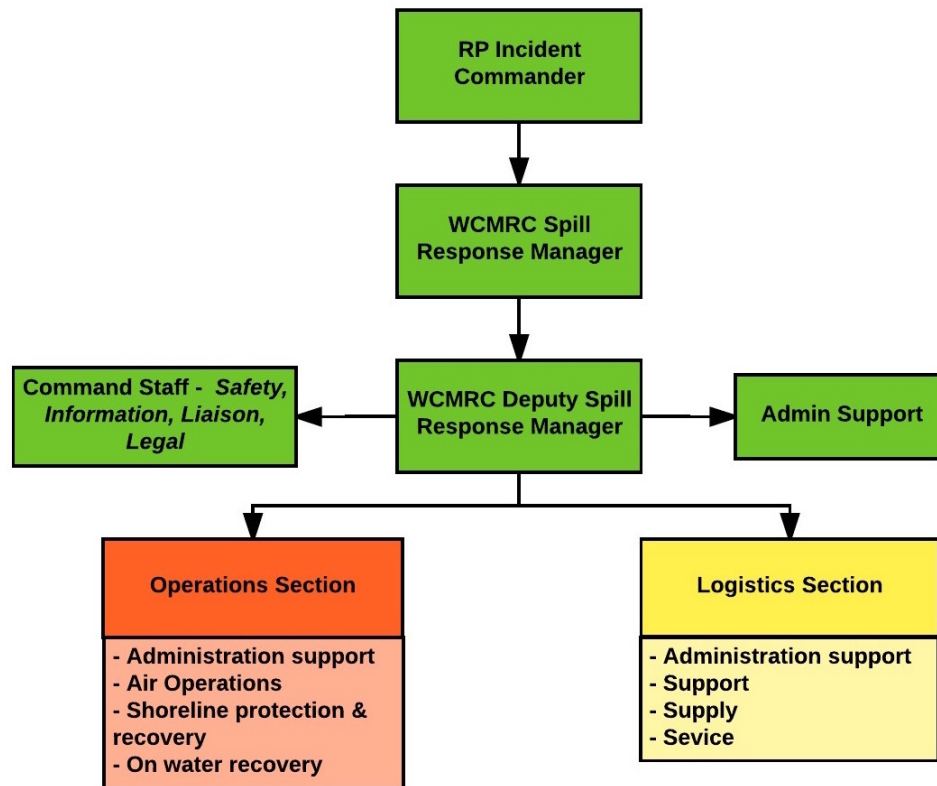 RP Incident
Commander
WCMRC Spill
Response Manager
Command Staff - Safety,
Information, Liaison,
Legal
WCMRC Deputy Spill
Response Manager
Admin Support
Operations Section
- Administration support
- Air Operations
- Shoreline protection &
recovery
- On water recovery
Logistics Section
- Administration support
- Support
- Supply
- Sevice